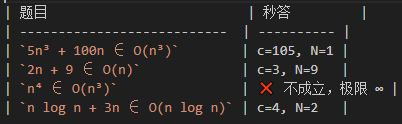 | 题目 | 秒答 |
| --------------------------- | ---------- |
| `5n³ + 100n ∈ O(n³)` | c=105, N=1 |
| `2n + 9 ∈ O(n)` | c=3, N=9 |
| `n⁴ ∈ O(n³)` | ❌ 不成立，极限 ∞ |
| `n log n + 3n ∈ O(n log n)` | c=4, N=2 |